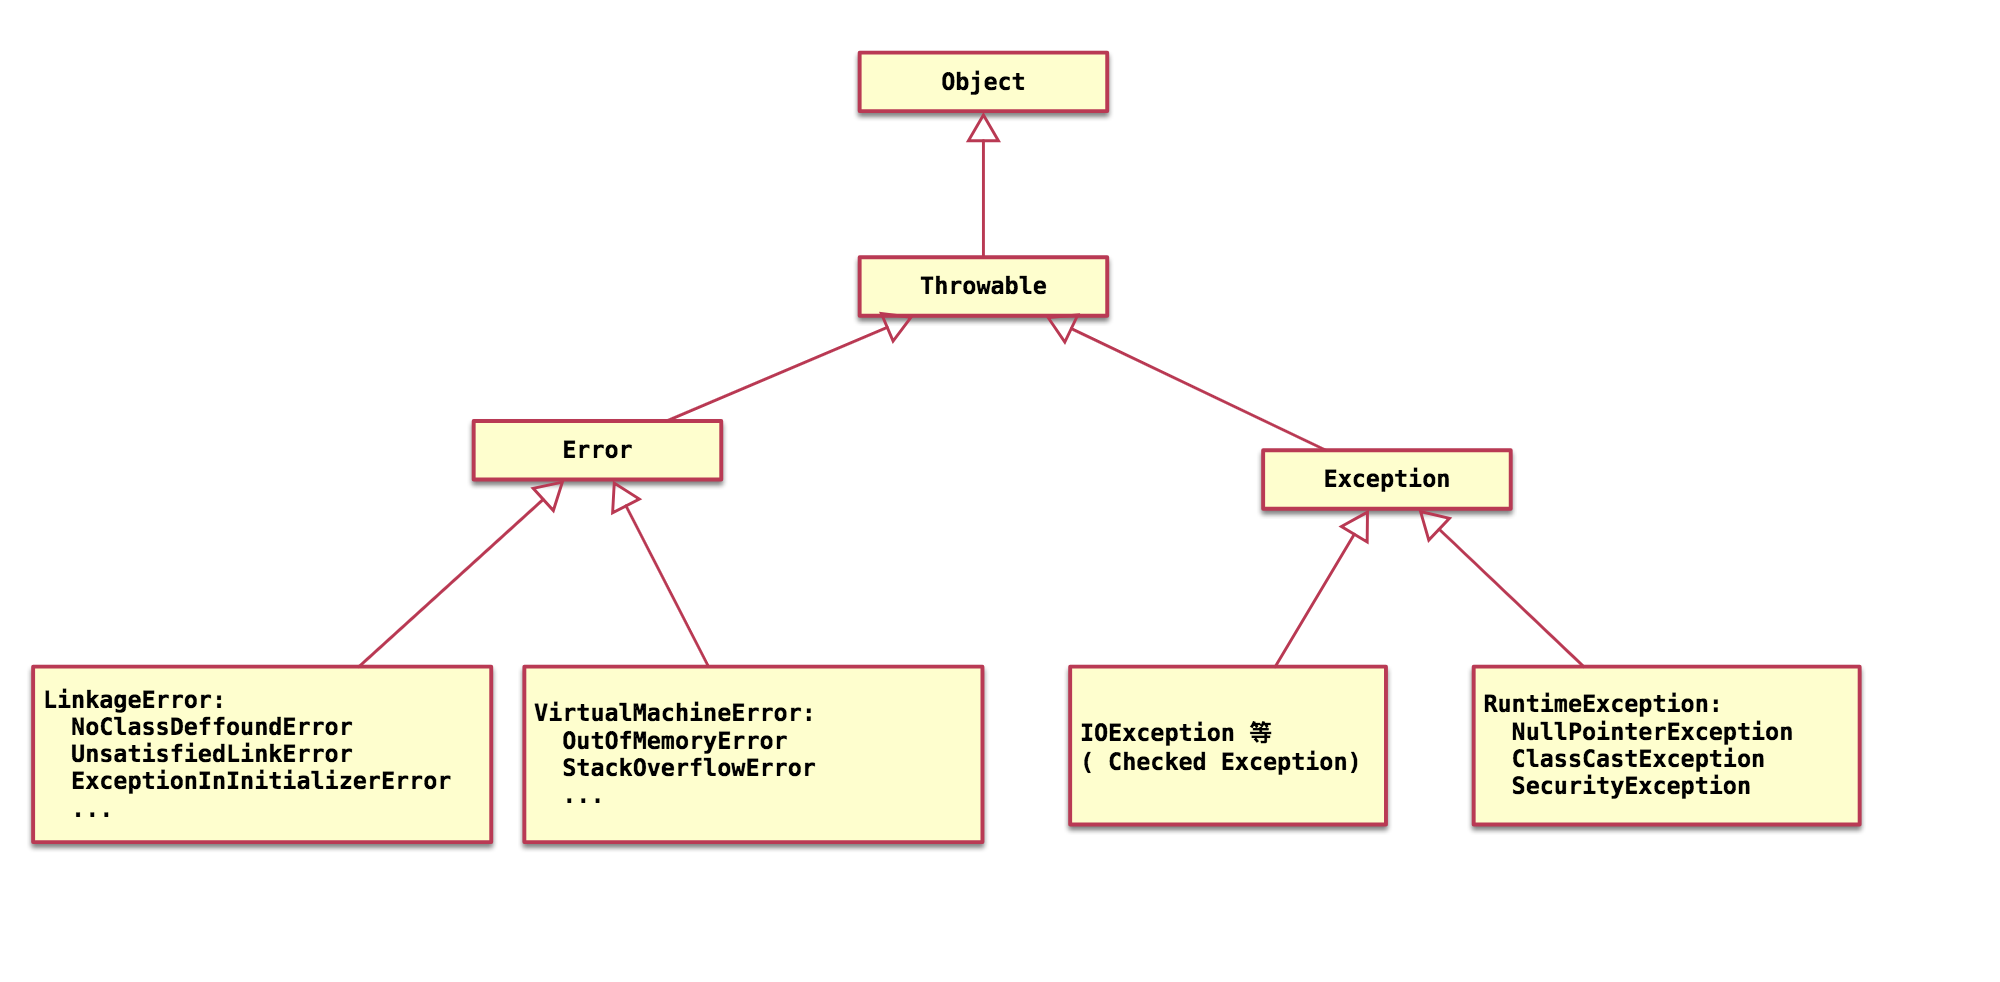 Object
Throwable
Error
Exception
LinkageError:
NoClassDeffoundError
UnsatisfiedLinkError
ExceptionInInitializerError
...
VirtualMachineError:
OutOfMemoryError
StackOverflowError
...
IOException 等
( Checked Exception)
RuntimeException:
NullPointerException
ClassCastException
SecurityException